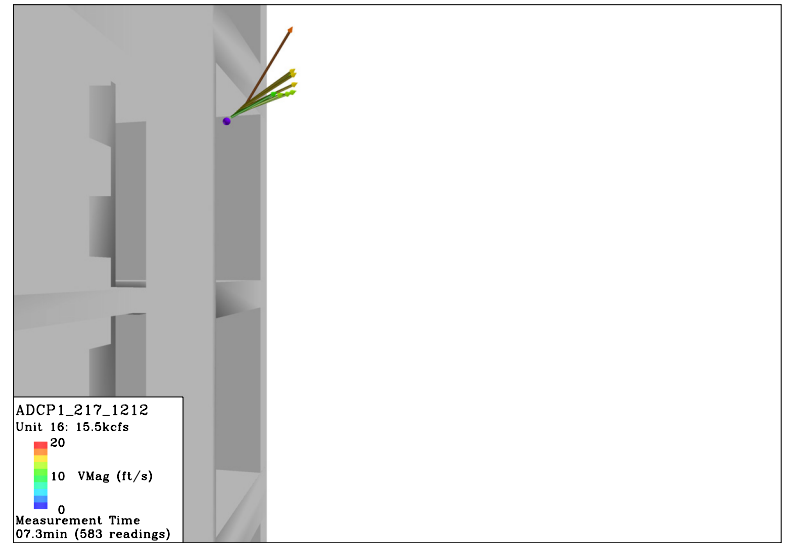 ADCP1_217_1212
Unit 16: 15.5kcfs
20
10 VMag (ft/s)
0
Measurement Time
07.3min (583 readings)